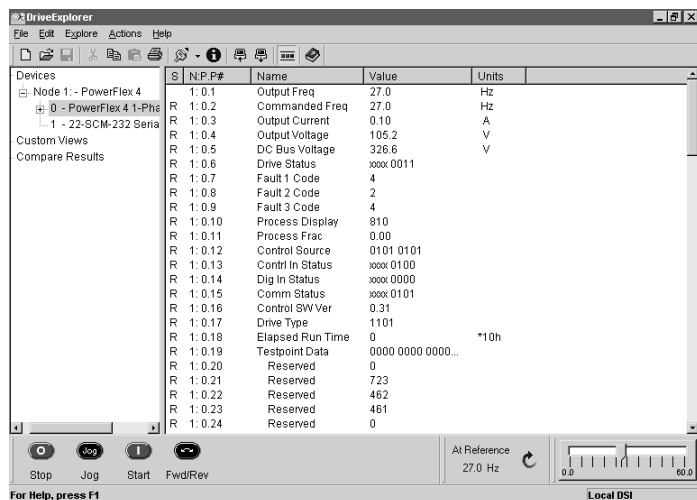 DriveExplorer
File Edit Explore Actions Help
Devices
Node 1: - PowerFlex 4
0 - PowerFlex 4 1-Pha
1 - 22-SCM-232 Seria
Custom Views
Compare Results
S N:P.P# Name Value Units
1: 0.1 Output Freq 27.0 Hz
R 1: 0.2 Commanded Freq 27.0 Hz
R 1: 0.3 Output Current 0.10 A
R 1: 0.4 Output Voltage 105.2 V
R 1: 0.5 DC Bus Voltage 326.6 V
R 1: 0.6 Drive Status xxxx 0011
R 1: 0.7 Fault 1 Code 4
R 1: 0.8 Fault 2 Code 2
R 1: 0.9 Fault 3 Code 4
R 1: 0.10 Process Display 810
R 1: 0.11 Process Frac 0.00
R 1: 0.12 Control Source 0101 0101
R 1: 0.13 Contrl In Status xxxx 0100
R 1: 0.14 Dig In Status xxxx 0000
R 1: 0.15 Comm Status xxxx 0101
R 1: 0.16 Control SW Ver 0.31
R 1: 0.17 Drive Type 1101
R 1: 0.18 Elapsed Run Time 0 *10h
R 1: 0.19 Testpoint Data 0000 0000 0000...
R 1: 0.20 Reserved 0
R 1: 0.21 Reserved 723
R 1: 0.22 Reserved 462
R 1: 0.23 Reserved 461
R 1: 0.24 Reserved 0
Jog
Stop Jog Start Fwd/Rev
At Reference
27.0 Hz
0.0 60.0
For Help, press F1
Local DSI